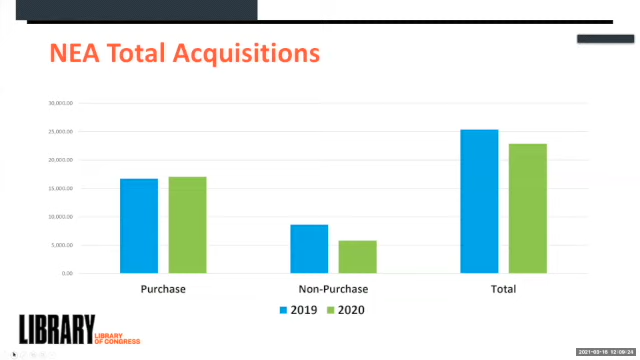 NEA Total Acquisitions
30,000.00
25,000.00
20,000.00
15,000.00
10,000.00
5,000.00
0.00
Purchase Non-Purchase Total
2019 2020
LIBRARY
LIBRARY
OF CONGRESS
2021-03-16 12:09:24